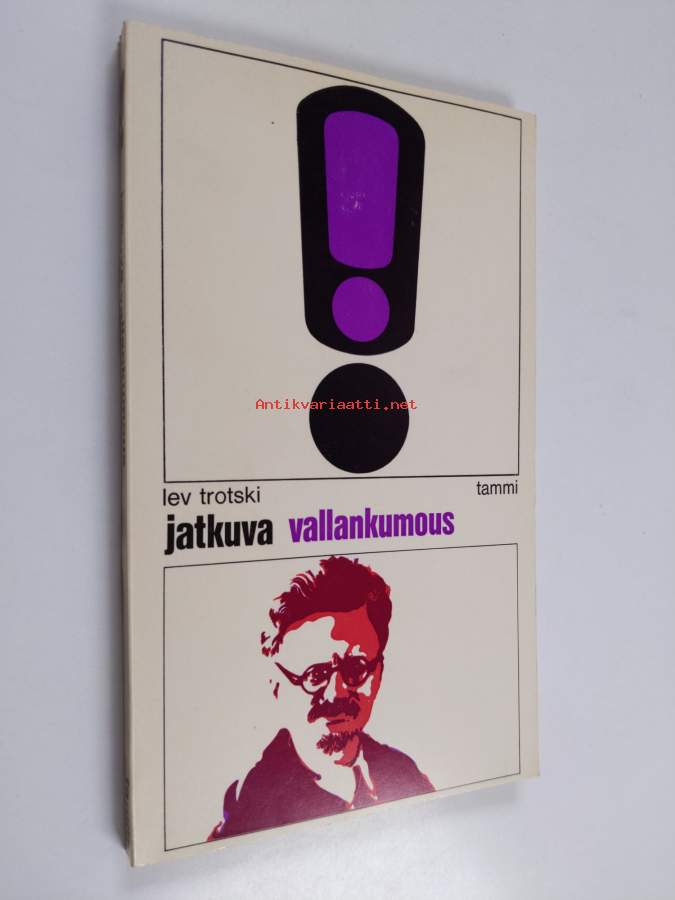 Antikvariaatti.net
lev trotski
tammi
jatkuva vallankumous